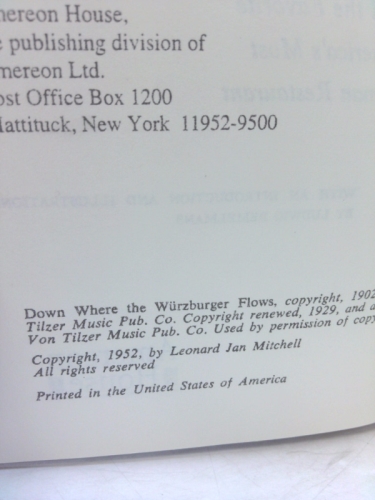 mereon House,
publishing division of
mereon Ltd.
ost Office Box 1200
attituck, New York 11952-9500
Down Where the Würzburger Flows, copyright, 1902
Tilzer Music Pub. Co. Copyright renewed, 1929, and a
Von Tilzer Music Pub. Co. Used by permission of copy
Copyright, 1952, by Leonard Jan Mitchell
All rights reserved
Printed in the United States of America